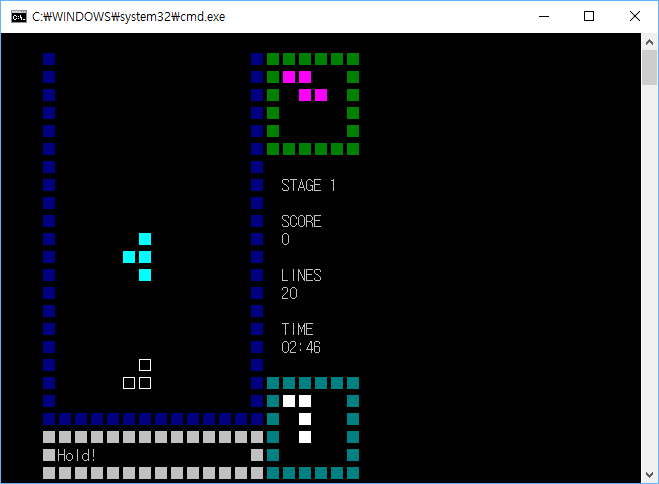 C:₩WINDOWS₩system32₩cmd.exe
STAGE 1
SCORE
0
LINES
20
TIME
02:46
Hold!